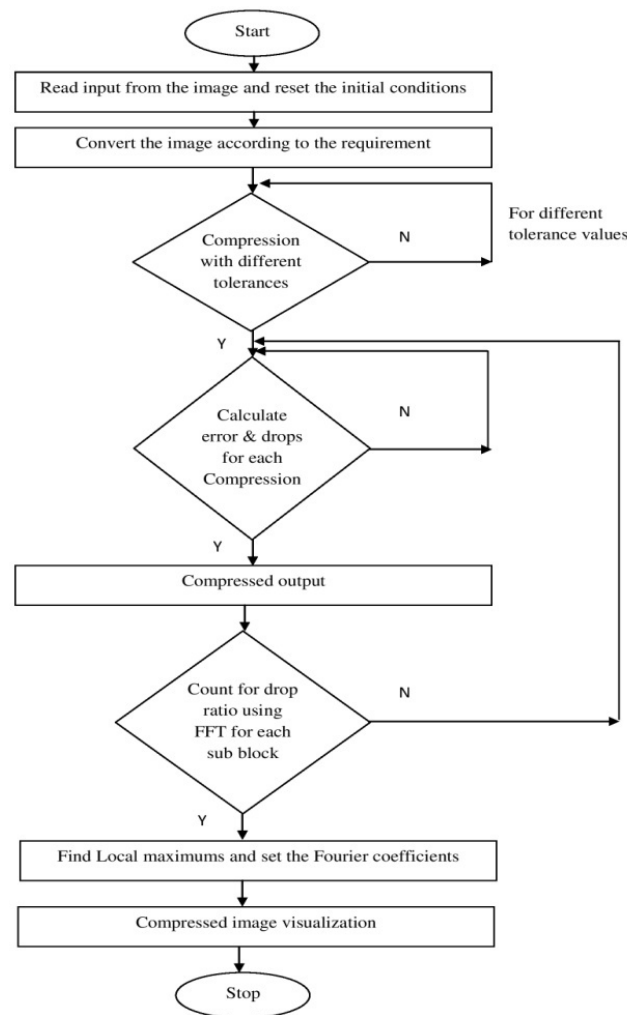 Start
Read input from the image and reset the initial conditions
Convert the image according to the requirement
Compression
with different
tolerances
N
For different
tolerance values
Y
Calculate
error & drops
for each
Compression
N
Y
Compressed output
Count for drop
ratio using
FFT for each
sub block
N
Y
Find Local maximums and set the Fourier coefficients
Compressed image visualization
Stop